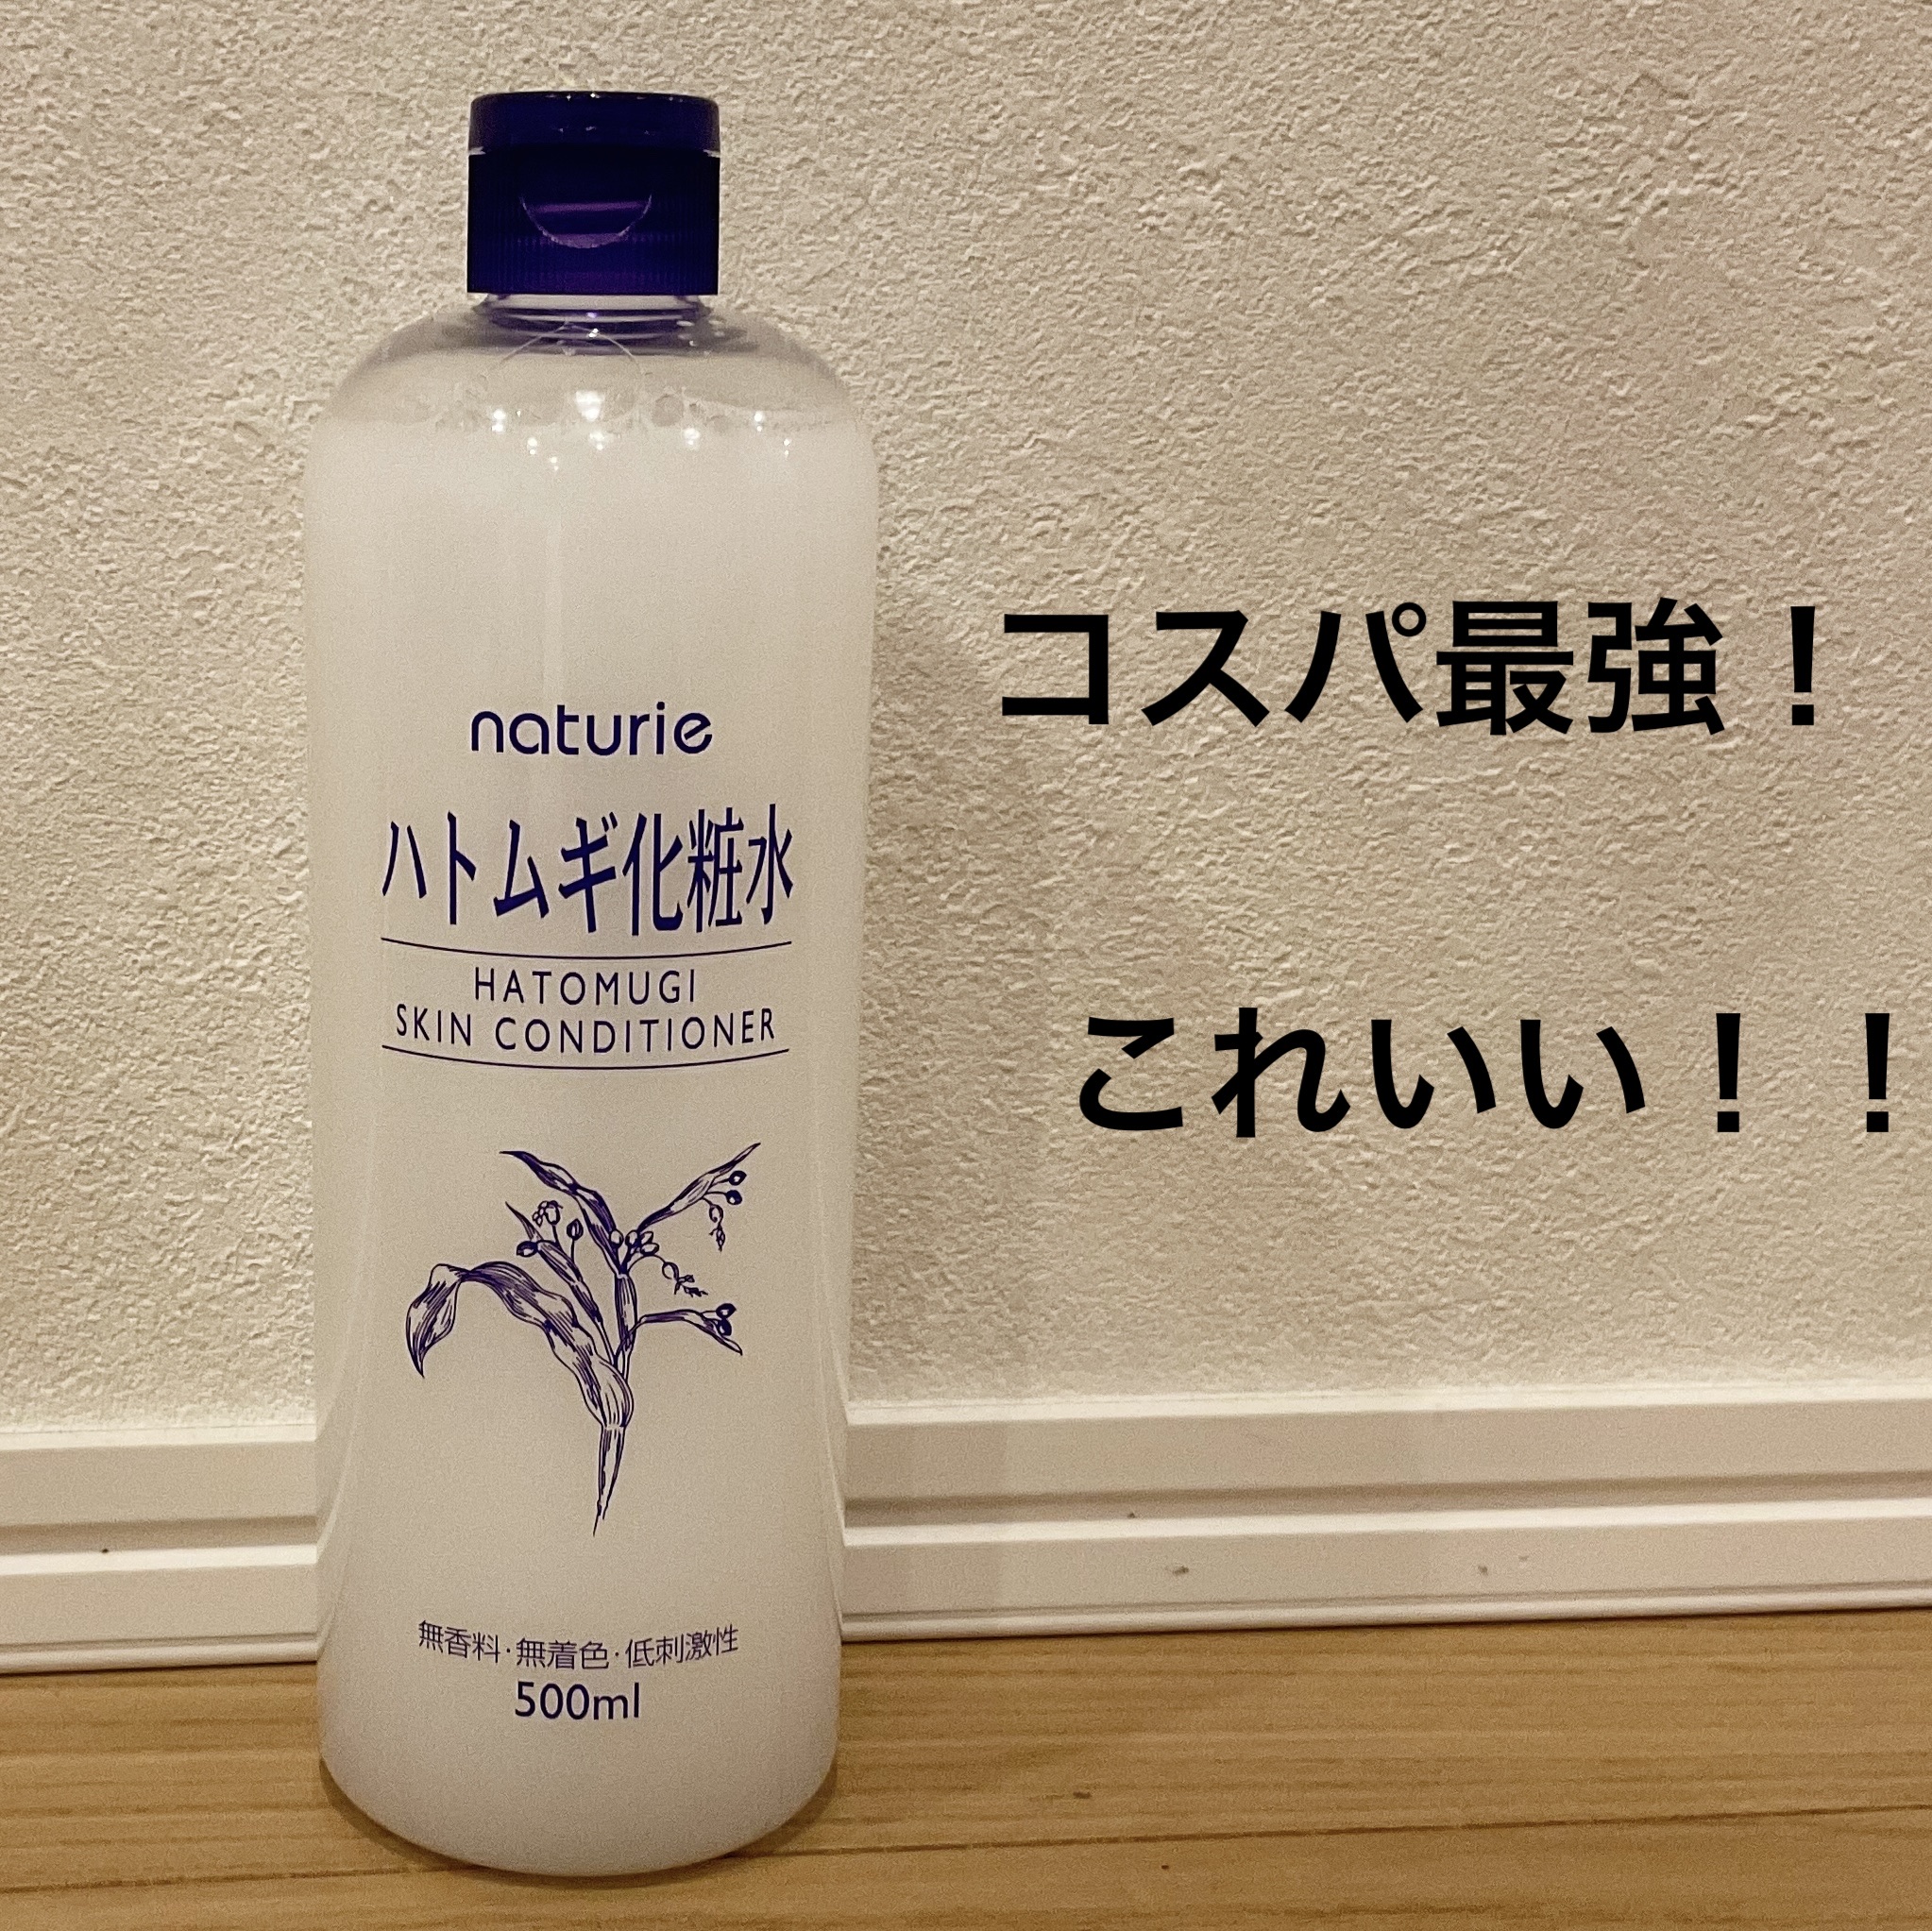 naturie
ハトムギ化粧水
HATOMUGI
SKIN CONDITIONER
無香料・無着色・低刺激性
500ml
コスパ最強！
これいい！！